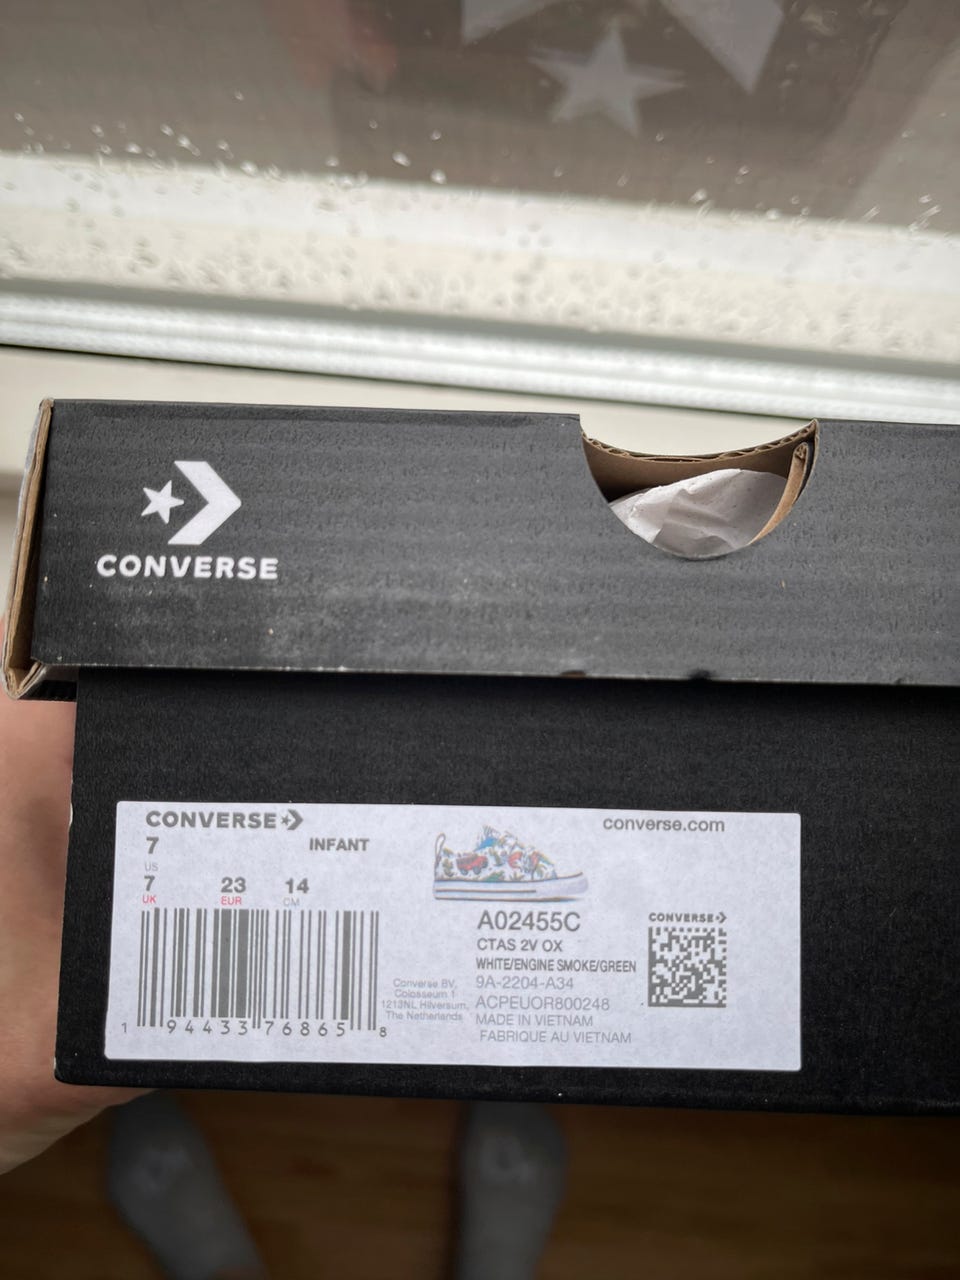 CONVERSE
CONVERSE
converse.com
7
US
INFANT
7
UK
23
EUR
14
CM
A02455C
CTAS 2V OX
WHITE/ENGINE SMOKE/GREEN
9A-2204-A34
ACPEUOR800248
MADE IN VIETNAM
FABRIQUE AU VIETNAM
CONVERSE
Converse BV,
Colosseum 1
1213NL Hilversum,
The Netherlands
1 94433 76865 8